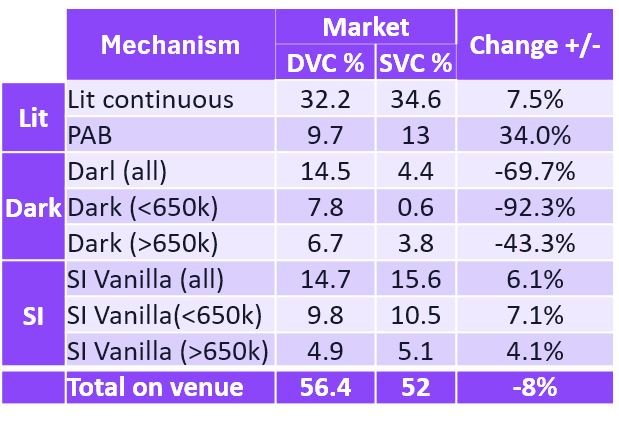 Mechanism Market Change +/-
DVC % SVC %
Lit
Lit continuous 32.2 34.6 7.5%
PAB 9.7 13 34.0%
Dark
Darl (all) 14.5 4.4 -69.7%
Dark (<650k) 7.8 0.6 -92.3%
Dark (>650k) 6.7 3.8 -43.3%
SI
SI Vanilla (all) 14.7 15.6 6.1%
SI Vanilla(<650k) 9.8 10.5 7.1%
SI Vanilla (>650k) 4.9 5.1 4.1%
Total on venue 56.4 52 -8%